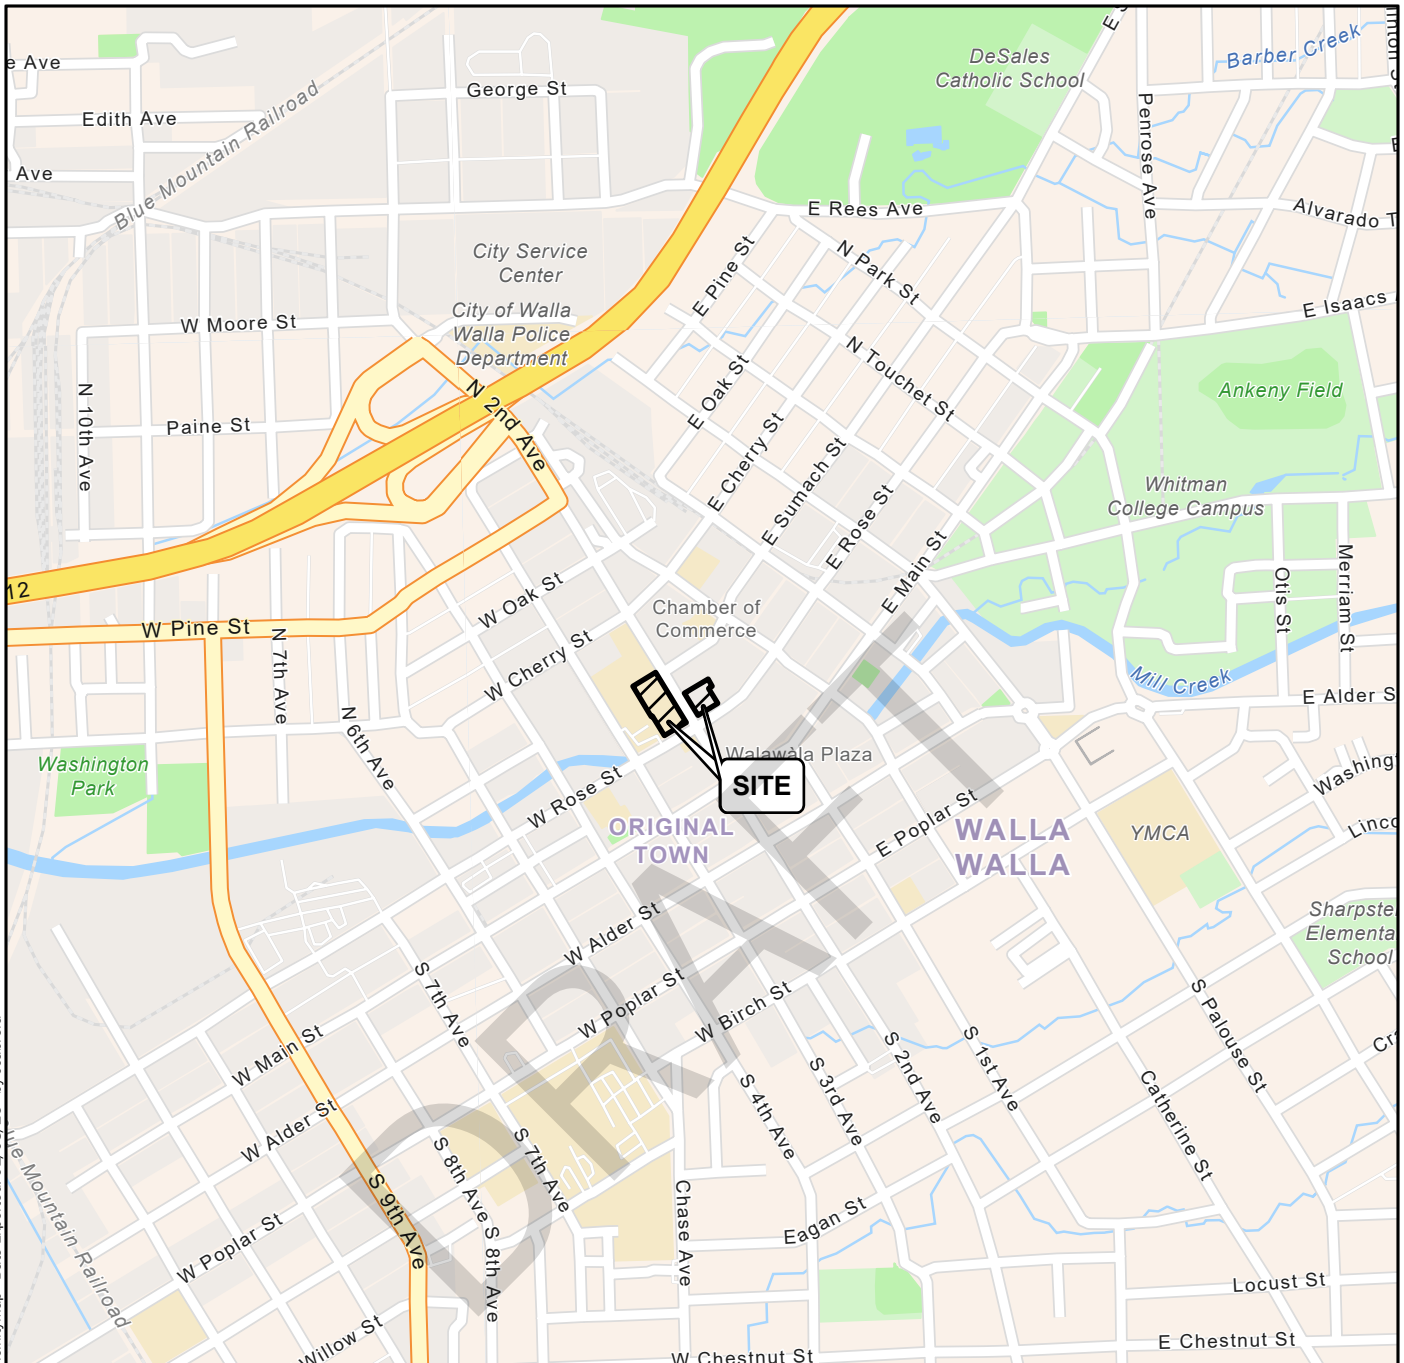 DeSales
Catholic School
Barber Creek
e Ave
George St
Edith Ave
Blue Mountain Railroad
Penrose Ave
Ave
E Rees Ave
Alvarado T
City Service
Center
E Pine St
N Park St
City of Walla
Walla Police
Department
W Moore St
E Isaacs
N Touchet St
N 10th Ave
N 2nd Ave
E Oak St
Ankeny Field
Paine St
E Cherry St
E Sumach St
E Rose St
Whitman
College Campus
E Main St
12
W Oak St
Otis St
Merriam St
W Pine St
N 7th Ave
Chamber of
Commerce
W Cherry St
Mill Creek
E Alder S
N 6th Ave
Washington
Park
Walawàla Plaza
SITE
W Rose St
Washingt
ORIGINAL
TOWN
E Poplar St
WALLA
WALLA
YMCA
Linco
W Alder St
Sharpste
Elementa
School
S 7th Ave
W Poplar St
W Birch St
S Palouse St
W Main St
S 1st Ave
S 2nd Ave
S 3rd Ave
S 4th Ave
Cra
Catherine St
W Alder St
S 8th Ave
S 7th Ave
S 9th Ave
Chase Ave
Eagan St
W Poplar St
S 8th Ave
Blue Mountain Railroad
Locust St
Willow St
W Chestnut St
E Chestnut St
DRAFT